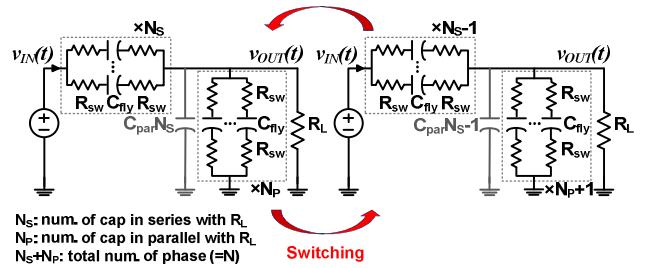 ×NS
vIN(t)
vOUT(t)
RSW Cfly RSW
RSW
CparNS
Cfly
RSW
RL
×NP
×NS-1
vIN(t)
vOUT(t)
RSW Cfly RSW
RSW
CparNS-1
Cfly
RSW
RL
×NP+1
NS: num. of cap in series with RL
NP: num. of cap in parallel with RL
NS+NP: total num. of phase (=N)
Switching